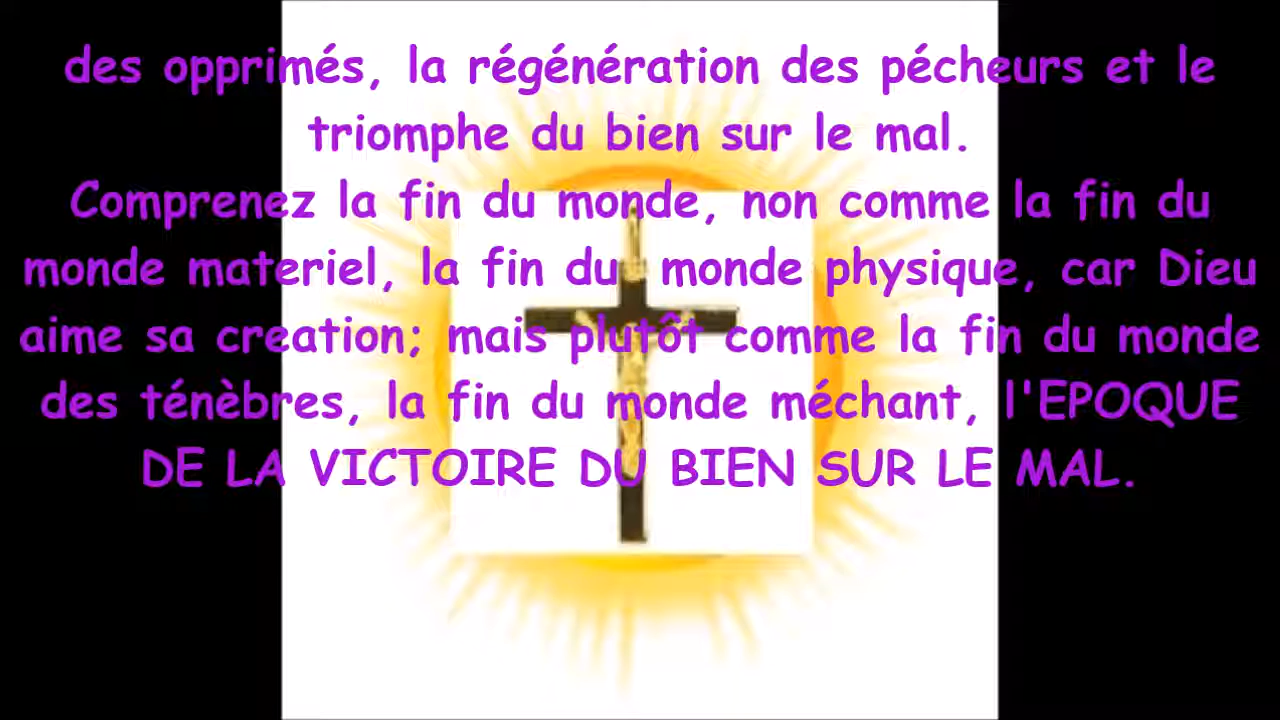 des opprimés, la régénération des pécheurs et le
triomphe du bien sur le mal.
Comprenez la fin du monde, non comme la fin du
monde materiel, la fin du monde physique, car Dieu
aime sa creation; mais plutôt comme la fin du monde
des ténèbres, la fin du monde méchant, l'EPOQUE
DE LA VICTOIRE DU BIEN SUR LE MAL.